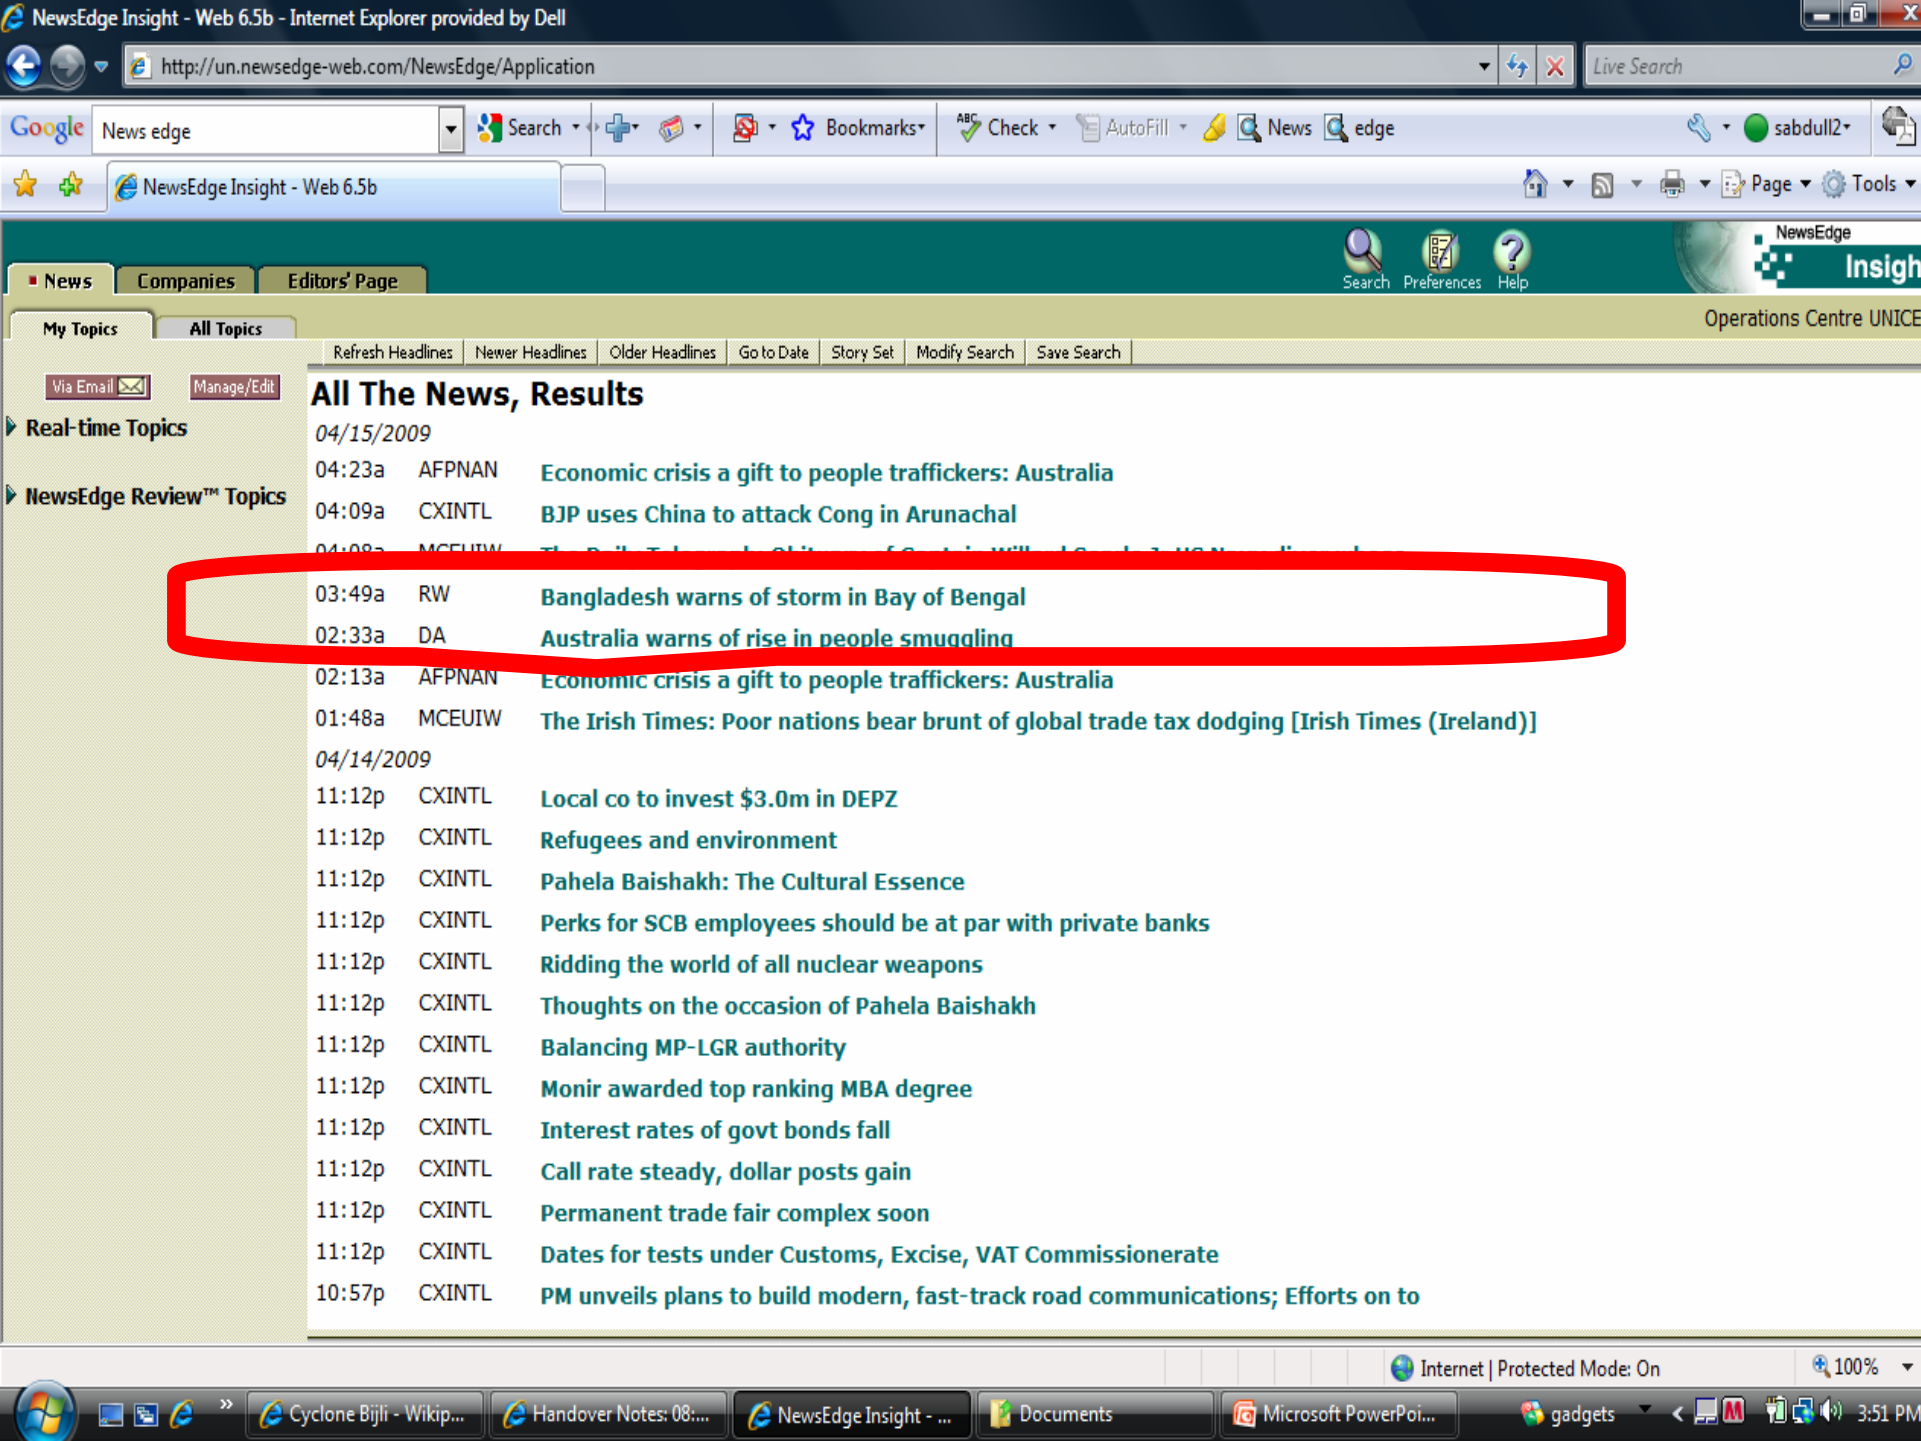 NewsEdge Insight - Web 6.5b - Internet Explorer provided by Dell
http://un.newsedge-web.com/NewsEdge/Application
Live Search
Google News edge Search Bookmarks Check AutoFill News edge sabdull2
NewsEdge Insight - Web 6.5b
Page Tools
NewsEdge
Insigh
Search Preferences Help
News Companies Editors' Page
Operations Centre UNICE
My Topics All Topics
Refresh Headlines Newer Headlines Older Headlines Go to Date Story Set Modify Search Save Search
Via Email Manage/Edit
Real-time Topics
NewsEdge Review™ Topics
All The News, Results
04/15/2009
04:23a AFPNAN Economic crisis a gift to people traffickers: Australia
04:09a CXINTL BJP uses China to attack Cong in Arunachal
04:08a MCEUIW The Daily Telegraph: Obituary of Captain
03:49a RW Bangladesh warns of storm in Bay of Bengal
02:33a DA Australia warns of rise in people smuggling
02:13a AFPNAN Economic crisis a gift to people traffickers: Australia
01:48a MCEUIW The Irish Times: Poor nations bear brunt of global trade tax dodging [Irish Times (Ireland)]
04/14/2009
11:12p CXINTL Local co to invest $3.0m in DEPZ
11:12p CXINTL Refugees and environment
11:12p CXINTL Pahela Baishakh: The Cultural Essence
11:12p CXINTL Perks for SCB employees should be at par with private banks
11:12p CXINTL Ridding the world of all nuclear weapons
11:12p CXINTL Thoughts on the occasion of Pahela Baishakh
11:12p CXINTL Balancing MP-LGR authority
11:12p CXINTL Monir awarded top ranking MBA degree
11:12p CXINTL Interest rates of govt bonds fall
11:12p CXINTL Call rate steady, dollar posts gain
11:12p CXINTL Permanent trade fair complex soon
11:12p CXINTL Dates for tests under Customs, Excise, VAT Commissionerate
10:57p CXINTL PM unveils plans to build modern, fast-track road communications; Efforts on to
Internet | Protected Mode: On 100%
Cyclone Bijli - Wikip... Handover Notes: 08:... NewsEdge Insight - ... Documents Microsoft PowerPoi... gadgets 3:51 PM